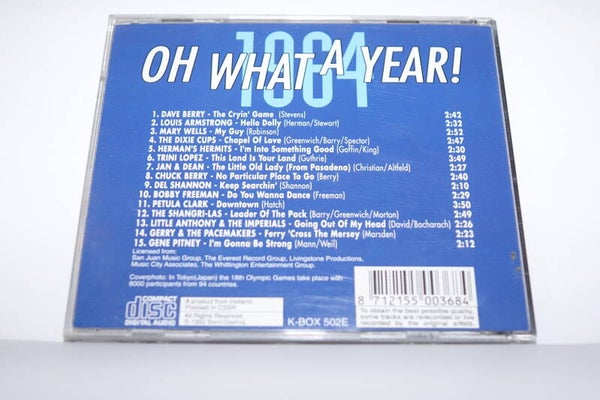 1964
OH WHAT A YEAR!
1. DAVE BERRY - The Cryin' Game (Stevens) 2:42
2. LOUIS ARMSTRONG - Hello Dolly (Herman/Stewart) 2:32
3. MARY WELLS - My Guy (Robinson) 2:52
4. THE DIXIE CUPS - Chapel Of Love (Greenwich/Barry/Spector) 2:47
5. HERMAN'S HERMITS - I'm Into Something Good (Goffin/King) 2:30
6. TRINI LOPEZ - This Land Is Your Land (Guthrie) 3:49
7. JAN & DEAN - The Little Old Lady (From Pasadena) (Christian/Altfeld) 2:27
8. CHUCK BERRY - No Particular Place To Go (Berry) 2:40
9. DEL SHANNON - Keep Searchin' (Shannon) 2:10
10. BOBBY FREEMAN - Do You Wanna Dance (Freeman) 2:29
11. PETULA CLARK - Downtown (Hatch) 2:50
12. THE SHANGRI-LAS - Leader Of The Pack (Barry/Greenwich/Morton) 2:49
13. LITTLE ANTHONY & THE IMPERIALS - Going Out Of My Head (David/Bacharach) 2:26
14. GERRY & THE PACEMAKERS - Ferry 'Cross The Mersey (Marsden) 2:23
15. GENE PITNEY - I'm Gonna Be Strong (Mann/Weil) 2:12
Licensed from:
San Juan Music Group, The Everest Record Group, Livingstone Productions,
Music City Associates, The Whittington Entertainment Group.
Coverphoto: In Tokyo(Japan) the 18th Olympic Games take place with
8000 participants from 94 countries.
COMPACT
disc
DIGITAL AUDIO
A product from Holland.
Pressed in CSSR
All Rights Reserved.
K-BOX 502E
8 712155 003684
To obtain the best possible quality,
some tracks are rerecorded or live
recorded by the original artists.